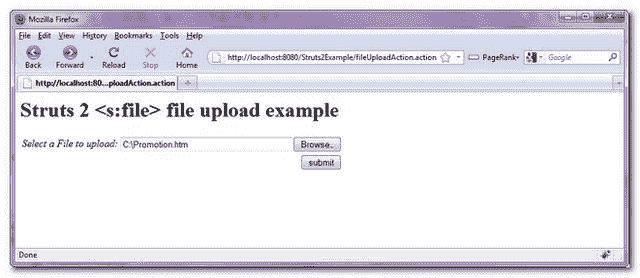 Mozilla Firefox
File Edit View History Bookmarks Tools Help
Back Forward Reload Stop Home http://localhost:8080/Struts2Example/fileUploadAction.action PageRank Google
http://localhost:80...ploadAction.action
Struts 2 <s:file> file upload example
Select a File to upload: C:\Promotion.htm Browse..
submit
Done